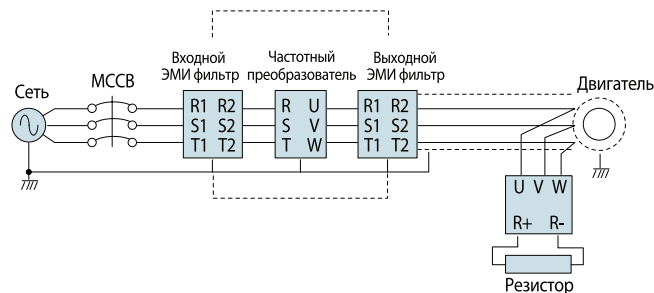 Сеть
МССВ
Входной
ЭМИ фильтр
Частотный
преобразователь
Выходной
ЭМИ фильтр
Двигатель
R1 R2
S1 S2
T1 T2
R U
S V
T W
R1 R2
S1 S2
T1 T2
U V W
R+ R-
Резистор